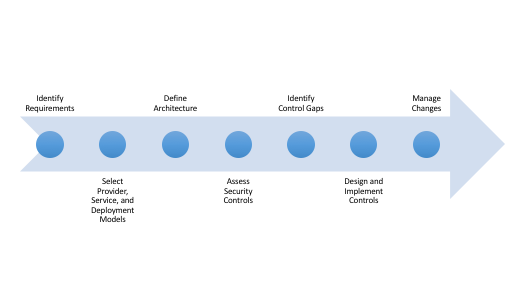 Identify
Requirements
Select
Provider,
Service, and
Deployment
Models
Define
Architecture
Assess
Security
Controls
Identify
Control Gaps
Design and
Implement
Controls
Manage
Changes